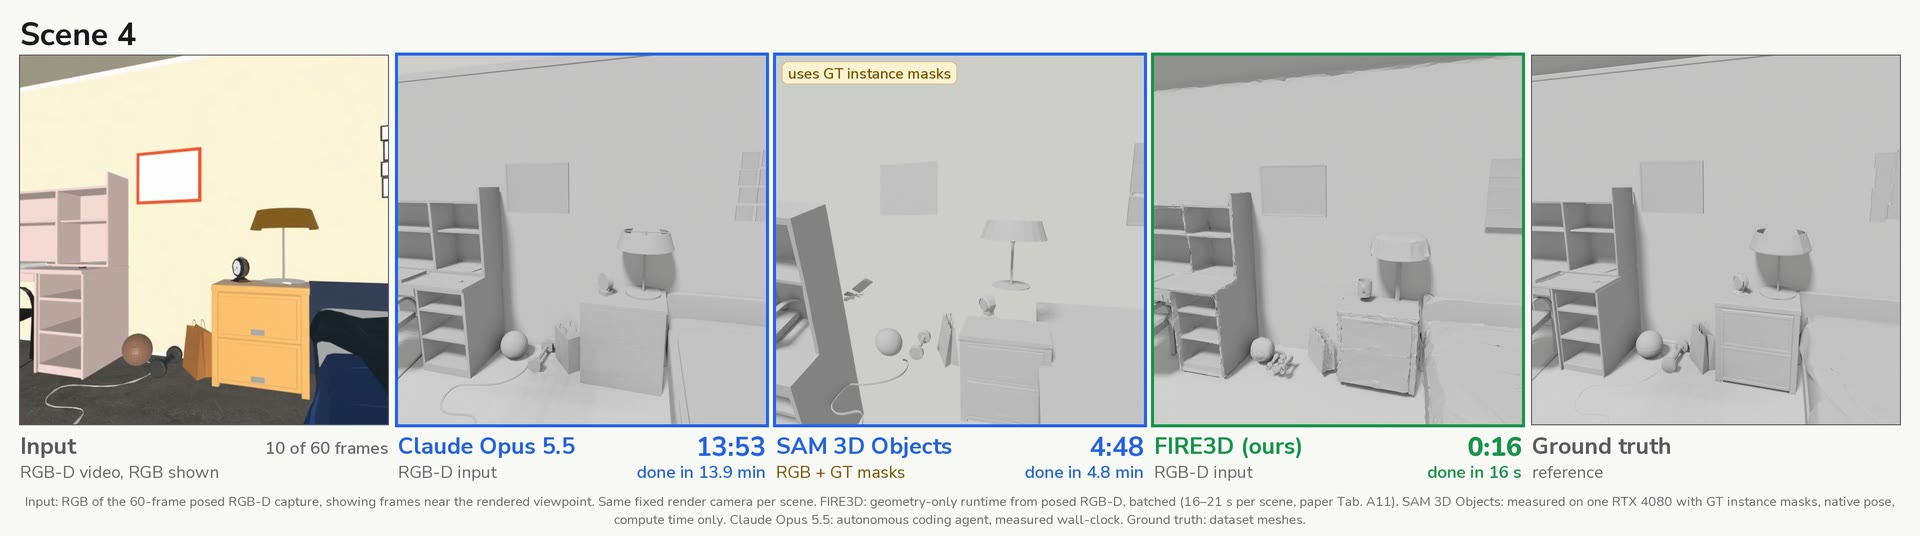 Scene 4
uses GT instance masks
Input
10 of 60 frames
RGB-D video, RGB shown
Claude Opus 5.5
13:53
RGB-D input
done in 13.9 min
SAM 3D Objects
4:48
RGB + GT masks
done in 4.8 min
FIRE3D (ours)
0:16
RGB-D input
done in 16 s
Ground truth
reference
Input: RGB of the 60-frame posed RGB-D capture, showing frames near the rendered viewpoint. Same fixed render camera per scene. FIRE3D: geometry-only runtime from posed RGB-D, batched (16–21 s per scene, paper Tab. A11). SAM 3D Objects: measured on one RTX 4080 with GT instance masks, native pose,
compute time only. Claude Opus 5.5: autonomous coding agent, measured wall-clock. Ground truth: dataset meshes.